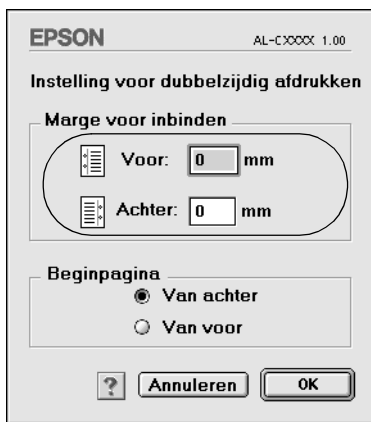 EPSON AL-CXXXX 1.00
Instelling voor dubbelzijdig afdrukken
Marge voor inbinden
Voor: 0 mm
Achter: 0 mm
Beginpagina
Van achter
Van voor
? Annuleren OK